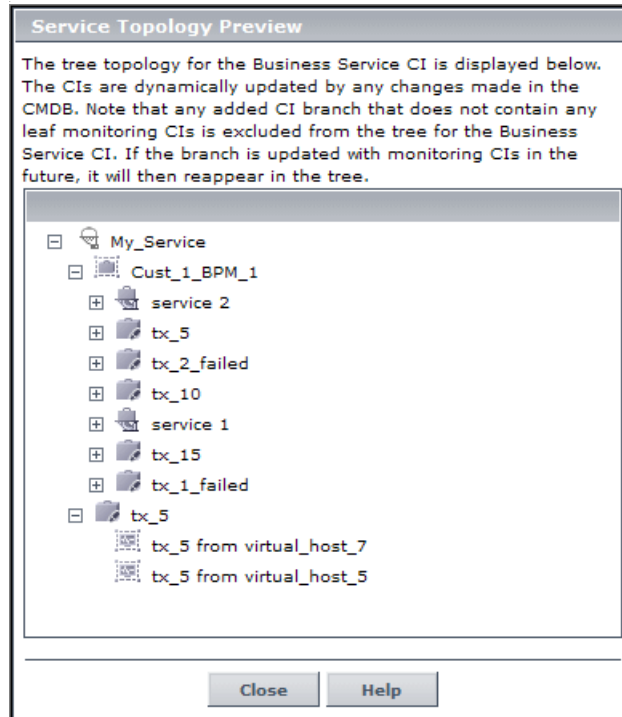 Service Topology Preview
The tree topology for the Business Service CI is displayed below.
The CIs are dynamically updated by any changes made in the
CMDB. Note that any added CI branch that does not contain any
leaf monitoring CIs is excluded from the tree for the Business
Service CI. If the branch is updated with monitoring CIs in the
future, it will then reappear in the tree.
My_Service
Cust_1_BPM_1
service 2
tx_5
tx_2_failed
tx_10
service 1
tx_15
tx_1_failed
tx_5
tx_5 from virtual_host_7
tx_5 from virtual_host_5
Close Help